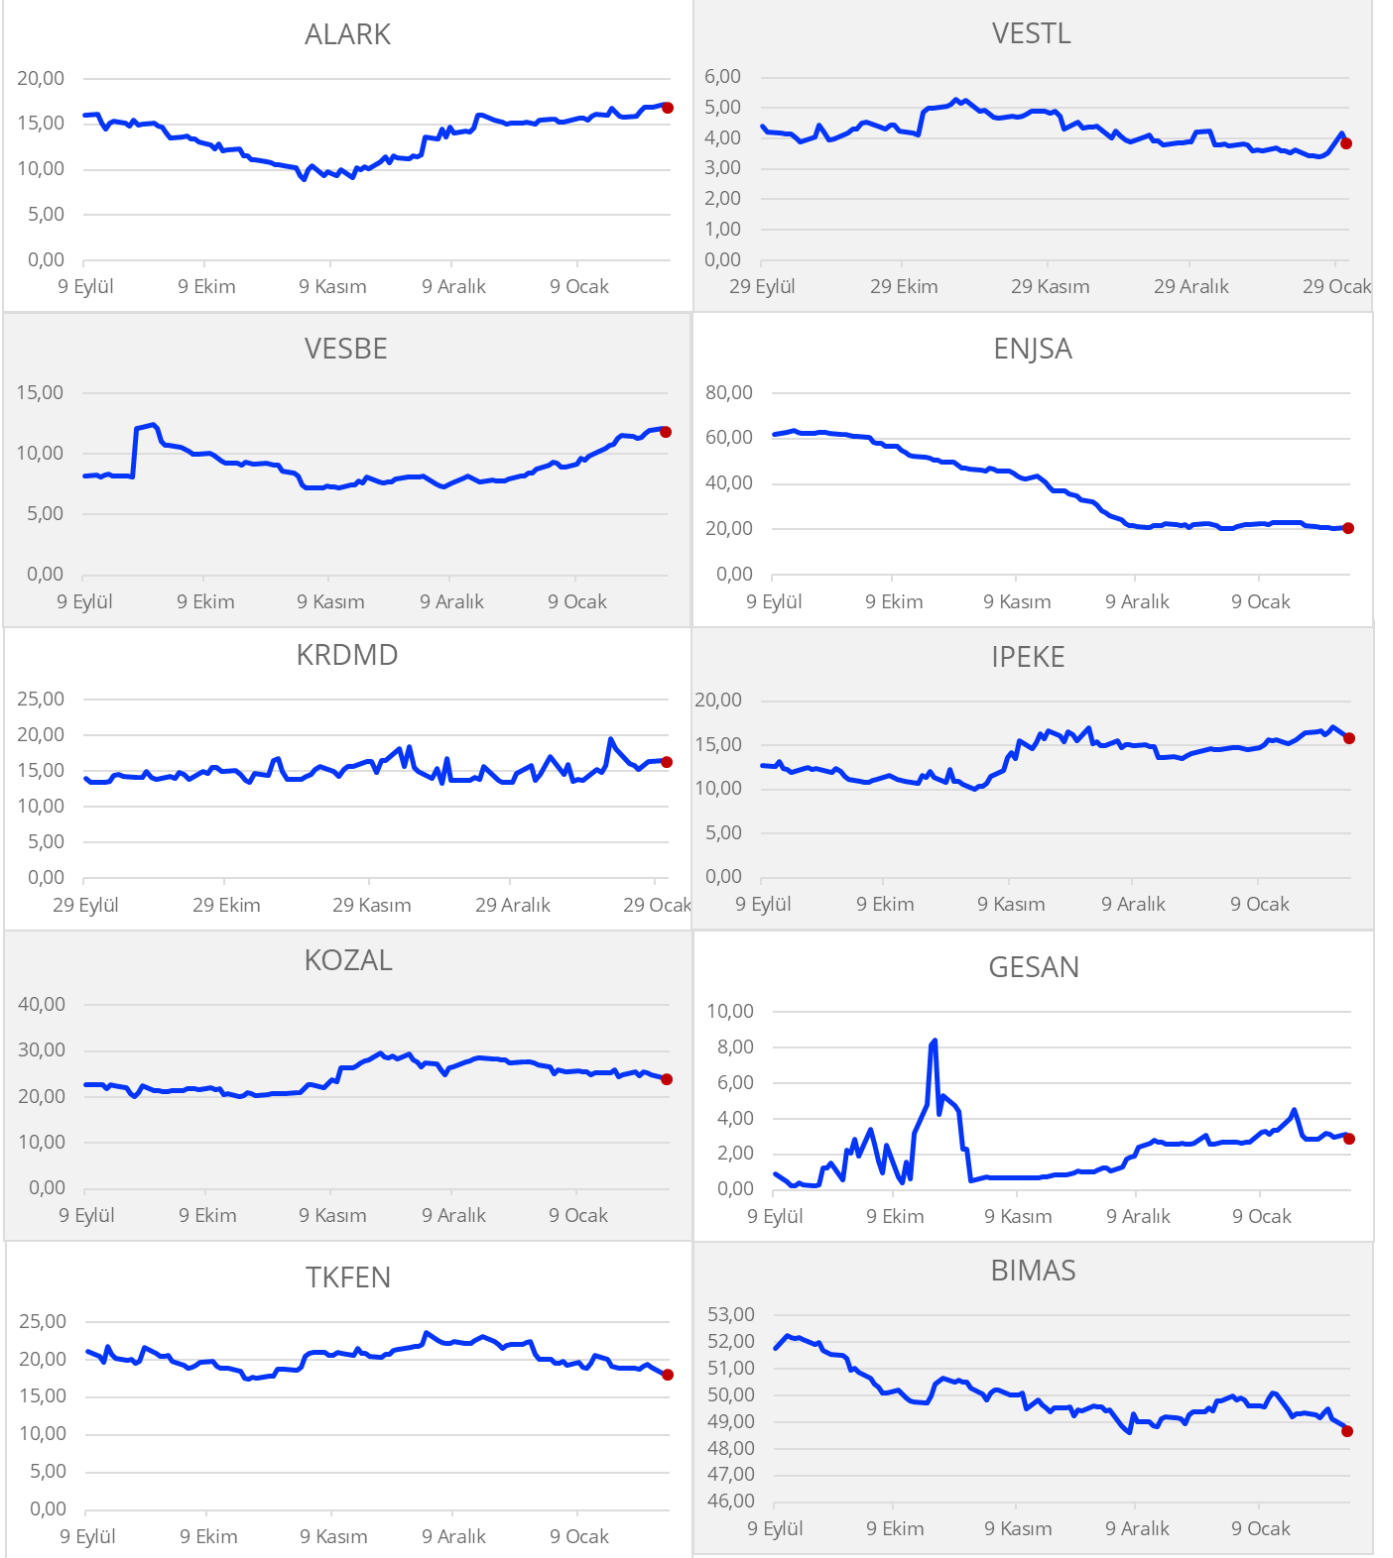 ALARK
20,00
15,00
10,00
5,00
0,00
9 Eylül 9 Ekim 9 Kasım 9 Aralık 9 Ocak
VESTL
6,00
5,00
4,00
3,00
2,00
1,00
0,00
29 Eylül 29 Ekim 29 Kasım 29 Aralık 29 Ocak
VESBE
15,00
10,00
5,00
0,00
9 Eylül 9 Ekim 9 Kasım 9 Aralık 9 Ocak
ENJSA
80,00
60,00
40,00
20,00
0,00
9 Eylül 9 Ekim 9 Kasım 9 Aralık 9 Ocak
KRDMD
25,00
20,00
15,00
10,00
5,00
0,00
29 Eylül 29 Ekim 29 Kasım 29 Aralık 29 Ocak
IPEKE
20,00
15,00
10,00
5,00
0,00
9 Eylül 9 Ekim 9 Kasım 9 Aralık 9 Ocak
KOZAL
40,00
30,00
20,00
10,00
0,00
9 Eylül 9 Ekim 9 Kasım 9 Aralık 9 Ocak
GESAN
10,00
8,00
6,00
4,00
2,00
0,00
9 Eylül 9 Ekim 9 Kasım 9 Aralık 9 Ocak
TKFEN
25,00
20,00
15,00
10,00
5,00
0,00
9 Eylül 9 Ekim 9 Kasım 9 Aralık 9 Ocak
BIMAS
53,00
52,00
51,00
50,00
49,00
48,00
47,00
46,00
9 Eylül 9 Ekim 9 Kasım 9 Aralık 9 Ocak